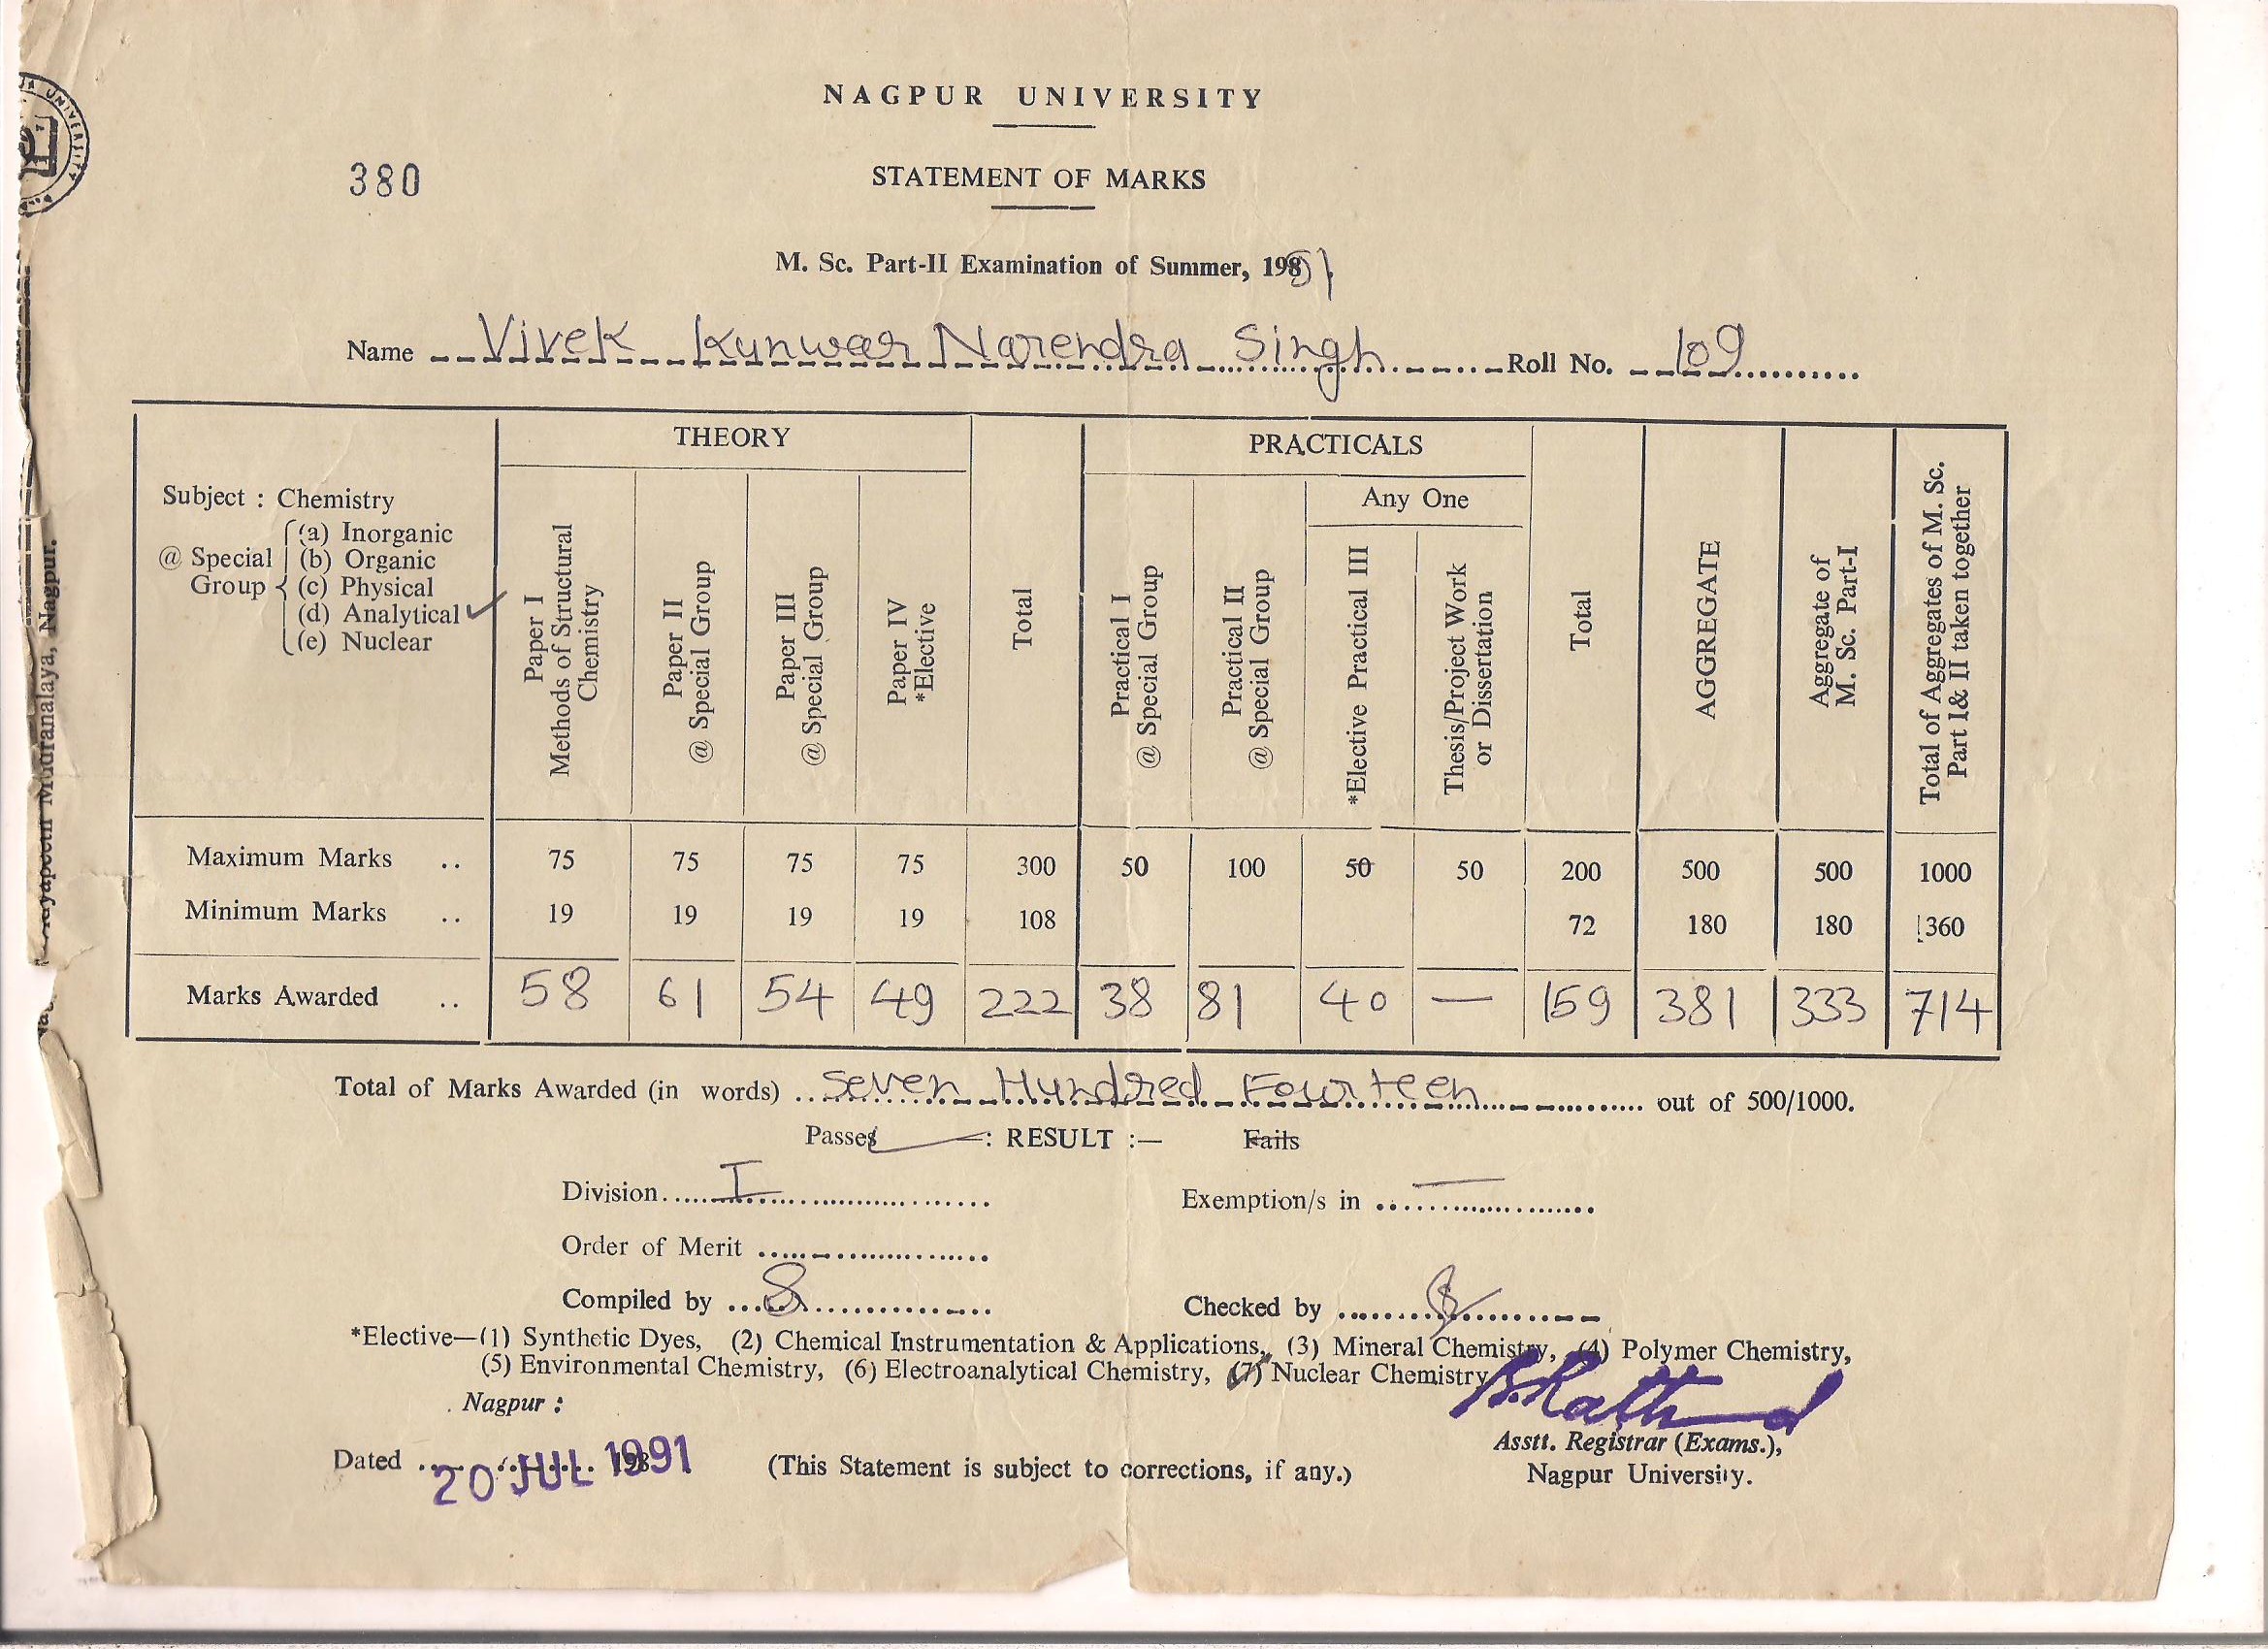 NAGPUR UNIVERSITY
380
STATEMENT OF MARKS
M. Sc. Part-II Examination of Summer, 1991
Name Vivek Kunwar Narendra Singh Roll No. 109
THEORY
PRACTICALS
Any One
Subject : Chemistry
@ Special Group
(a) Inorganic
(b) Organic
(c) Physical
(d) Analytical ✓
(e) Nuclear
Paper I Methods of Structural Chemistry
Paper II @ Special Group
Paper III @ Special Group
Paper IV *Elective
Total
Practical I @ Special Group
Practical II @ Special Group
*Elective Practical III
Thesis/Project Work or Dissertation
Total
AGGREGATE
Aggregate of M. Sc. Part-I
Total of Aggregates of M. Sc. Part I & II taken together
Maximum Marks .. 75 75 75 75 300 50 100 50 50 200 500 500 1000
Minimum Marks .. 19 19 19 19 108 72 180 180 360
Marks Awarded .. 58 61 54 49 222 38 81 40 — 159 381 333 714
Total of Marks Awarded (in words) Seven Hundred Fourteen out of 500/1000.
Passes —: RESULT :— Fails
Division I Exemption/s in —
Order of Merit
Compiled by Checked by
*Elective—(1) Synthetic Dyes, (2) Chemical Instrumentation & Applications, (3) Mineral Chemistry, (4) Polymer Chemistry,
(5) Environmental Chemistry, (6) Electroanalytical Chemistry, (7) Nuclear Chemistry
Nagpur :
Dated 20 JUL 1991 (This Statement is subject to corrections, if any.)
Asstt. Registrar (Exams.),
Nagpur University.
Mudranalaya, Nagpur.
UNIVERSITY